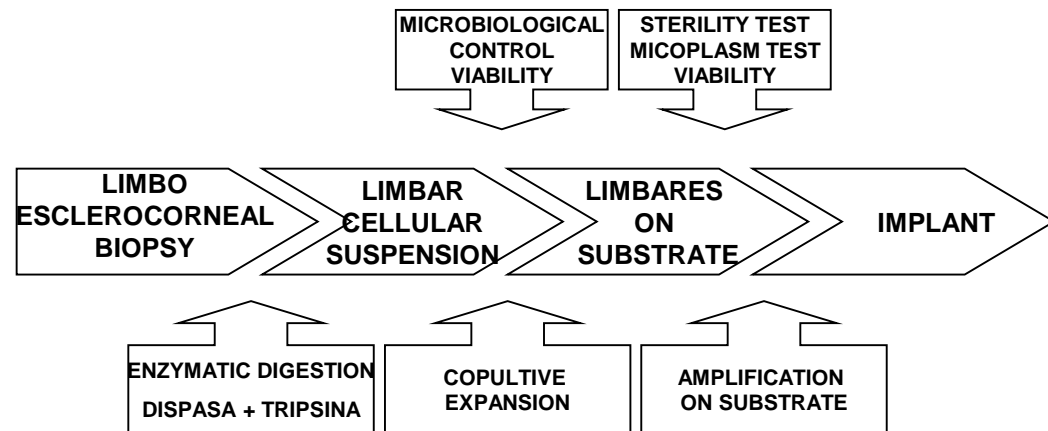 MICROBIOLOGICAL
CONTROL
VIABILITY
STERILITY TEST
MICOPLASM TEST
VIABILITY
LIMBO
ESCLEROCORNEAL
BIOPSY
LIMBAR
CELLULAR
SUSPENSION
LIMBARES
ON
SUBSTRATE
IMPLANT
ENZYMATIC DIGESTION
DISPASA + TRIPSINA
COPULTIVE
EXPANSION
AMPLIFICATION
ON SUBSTRATE